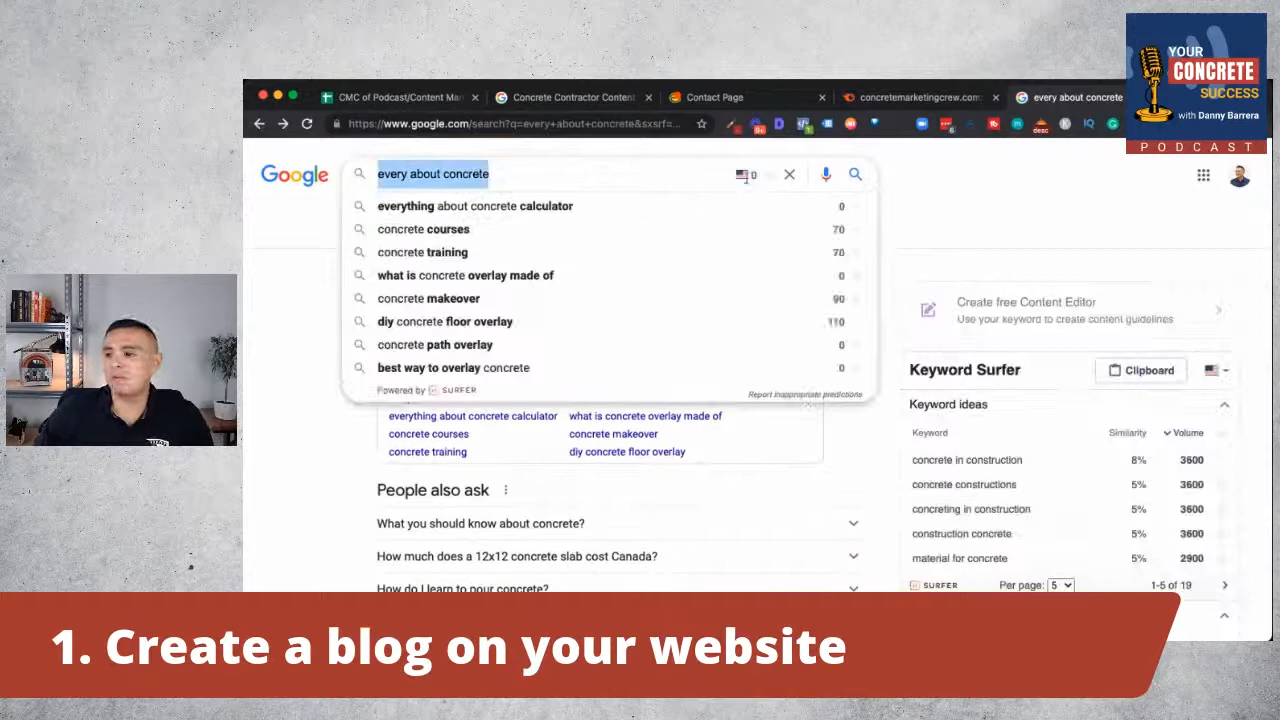 YOUR
CONCRETE
SUCCESS
with Danny Barrera
PODCAST
CMC of Podcast/Content Mar
Concrete Contractor Content
Contact Page
concretemarketingcrew.com
every about concrete
https://www.google.com/search?q=every+about+concrete&sxsrf=...
Google
every about concrete
0
everything about concrete calculator 0
concrete courses 70
concrete training 70
what is concrete overlay made of 0
concrete makeover 90
diy concrete floor overlay 110
concrete path overlay 0
best way to overlay concrete 0
Powered by SURFER
Report inappropriate predictions
everything about concrete calculator what is concrete overlay made of
concrete courses concrete makeover
concrete training diy concrete floor overlay
People also ask
What you should know about concrete?
How much does a 12x12 concrete slab cost Canada?
How do I learn to pour concrete?
Create free Content Editor
Use your keyword to create content guidelines
Keyword Surfer Clipboard
Keyword ideas
Keyword Similarity Volume
concrete in construction 8% 3600
concrete constructions 5% 3600
concreting in construction 5% 3600
construction concrete 5% 3600
material for concrete 5% 2900
SURFER Per page: 5 1-5 of 19
1. Create a blog on your website